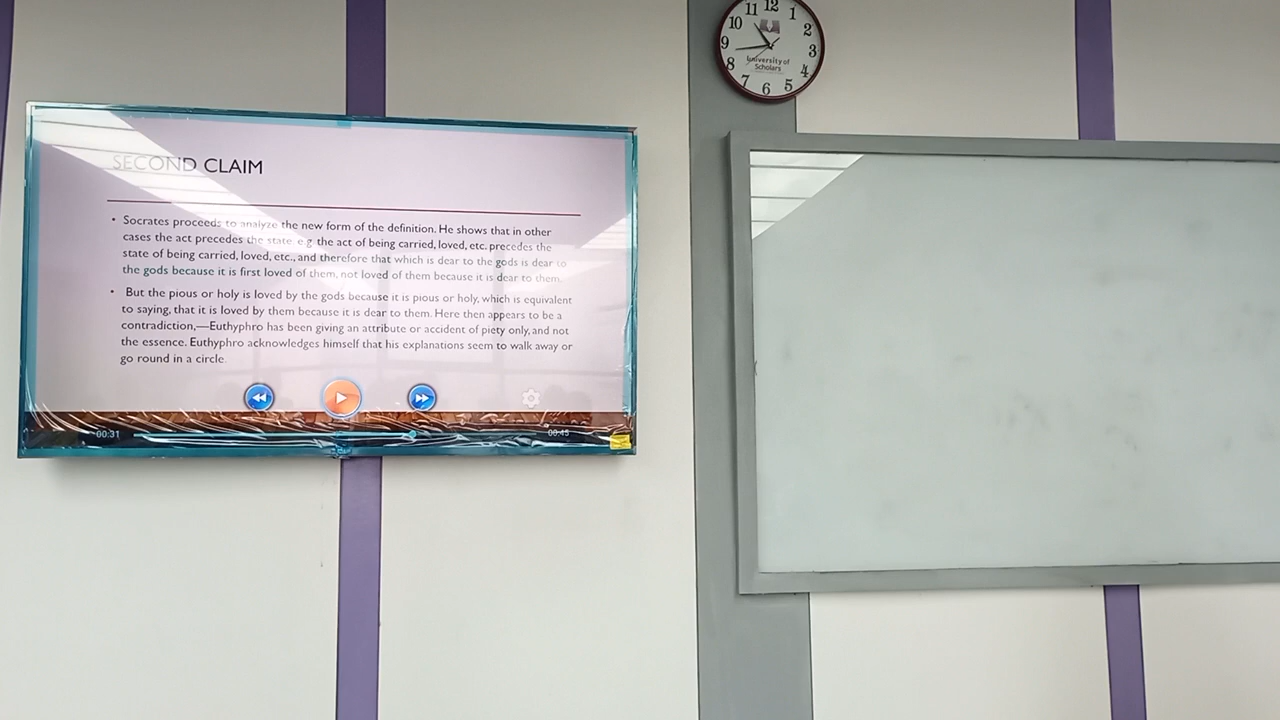 SECOND CLAIM
• Socrates proceeds to analyze the new form of the definition. He shows that in other
cases the act precedes the state e.g. the act of being carried, loved, etc. precedes the
state of being carried, loved, etc., and therefore that which is dear to the gods is dear to
the gods because it is first loved of them, not loved of them because it is dear to them.
• But the pious or holy is loved by the gods because it is pious or holy, which is equivalent
to saying, that it is loved by them because it is dear to them. Here then appears to be a
contradiction,—Euthyphro has been giving an attribute or accident of piety only, and not
the essence. Euthyphro acknowledges himself that his explanations seem to walk away or
go round in a circle.
00:31
00:45
12
1
2
3
4
5
6
7
8
9
10
11
University of
Scholars